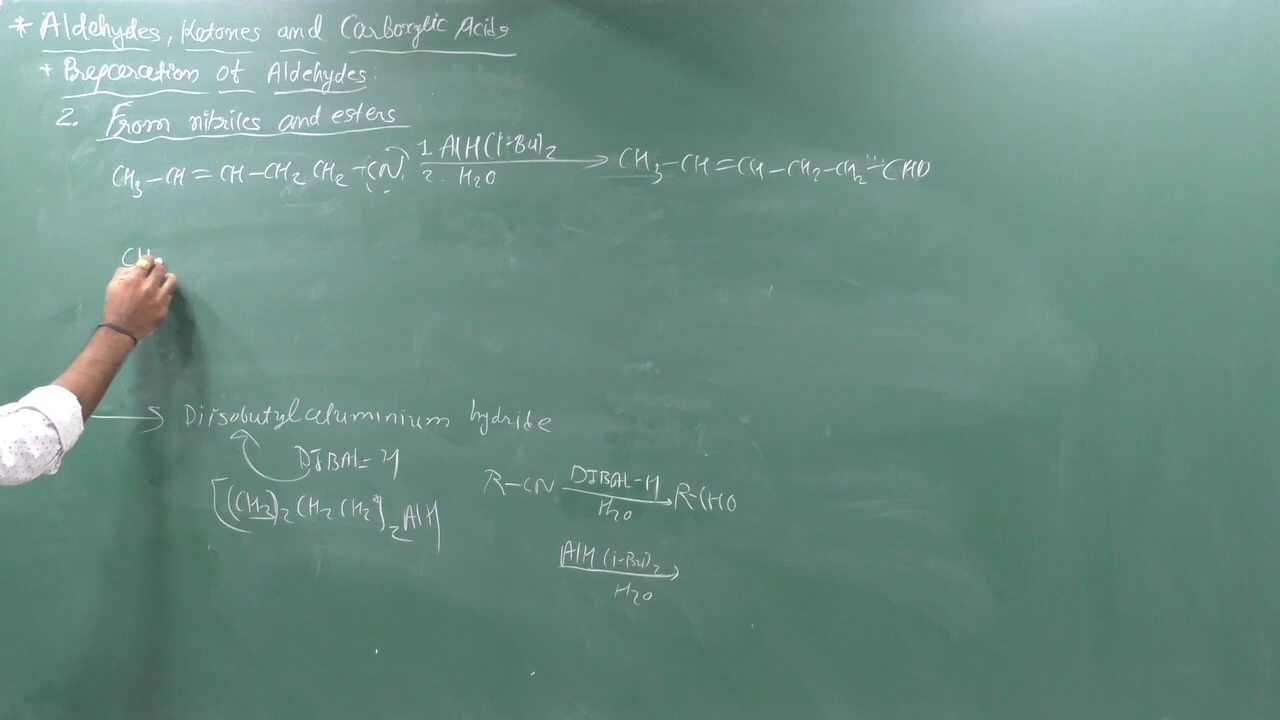 * Aldehydes, Ketones and Carboxylic Acids
+ Preparation of Aldehydes:
2. From nitriles and esters
CH3-CH=CH-CH2 CH2-CN 1. AlH(i-Bu)2 2. H2O → CH3-CH=CH-CH2-CH2-CHO
CH
→ Diisobutylaluminium hydride
DIBAL-H
R-CN DIBAL-H H2O → R-CHO
[(CH3)2 CH2 CH2]2 AlH
AlH(i-Bu)2 H2O →